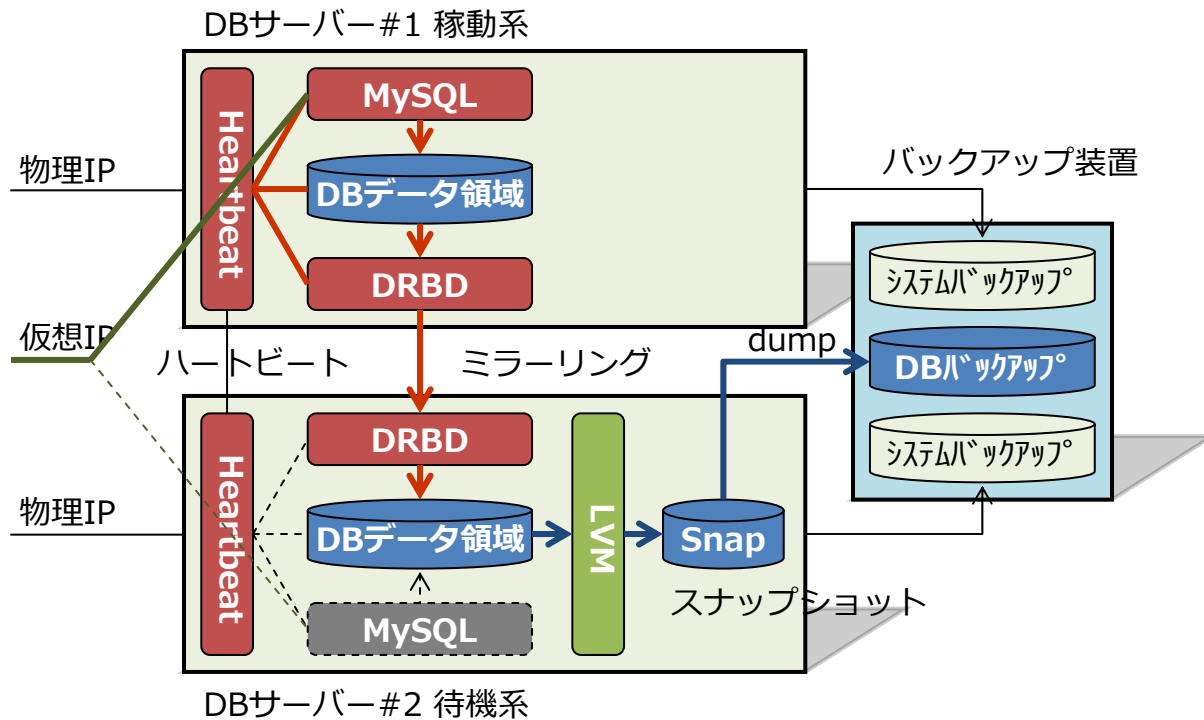 DBサーバー#1 稼動系
Heartbeat
MySQL
DBデータ領域
DRBD
物理IP
仮想IP
ハートビート
ミラーリング
バックアップ装置
ｼｽﾃﾑﾊﾞｯｸｱｯﾌﾟ
DBﾊﾞｯｸｱｯﾌﾟ
ｼｽﾃﾑﾊﾞｯｸｱｯﾌﾟ
dump
Heartbeat
DRBD
DBデータ領域
MySQL
LVM
Snap
スナップショット
物理IP
DBサーバー#2 待機系